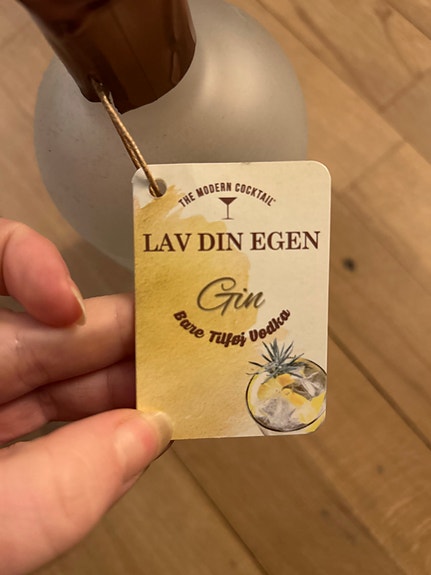 THE MODERN COCKTAIL
LAV DIN EGEN
Gin
Bare Tilføj Vodka